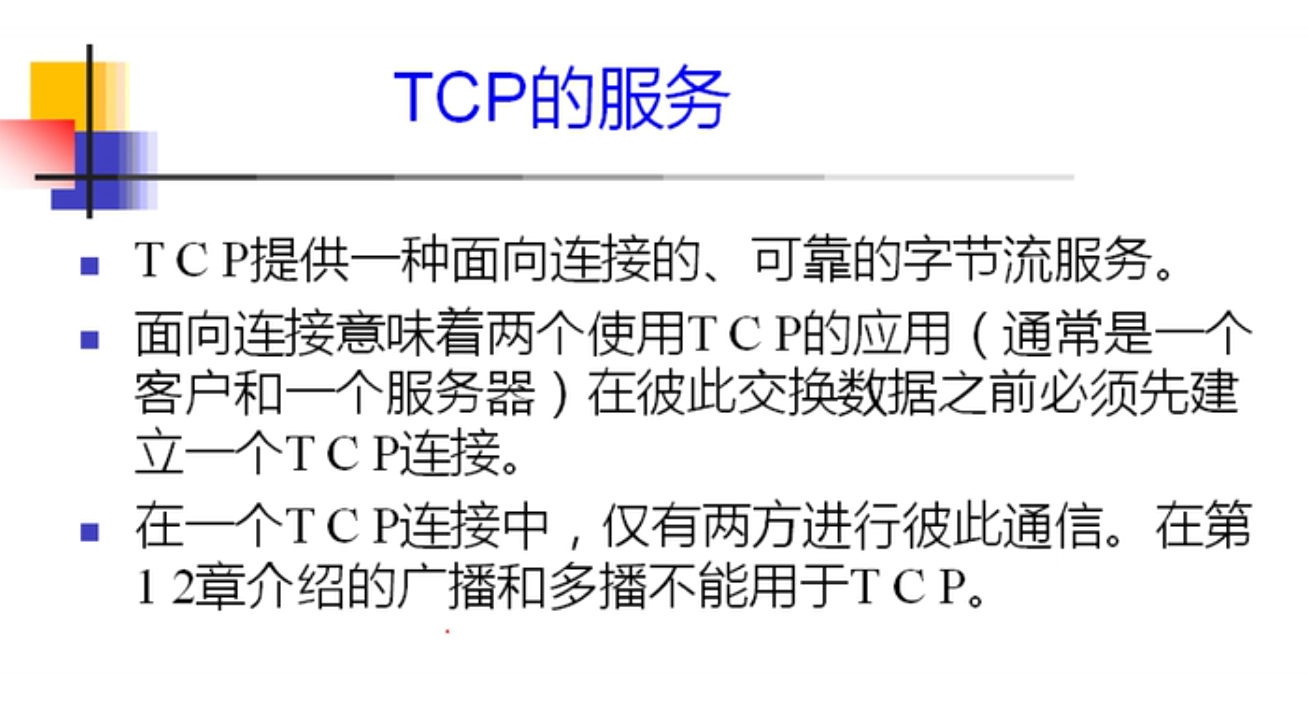 TCP的服务
T C P提供一种面向连接的、可靠的字节流服务。
面向连接意味着两个使用T C P的应用（通常是一个
客户和一个服务器）在彼此交换数据之前必须先建
立一个T C P连接。
在一个T C P连接中，仅有两方进行彼此通信。在第
1 2章介绍的广播和多播不能用于T C P。